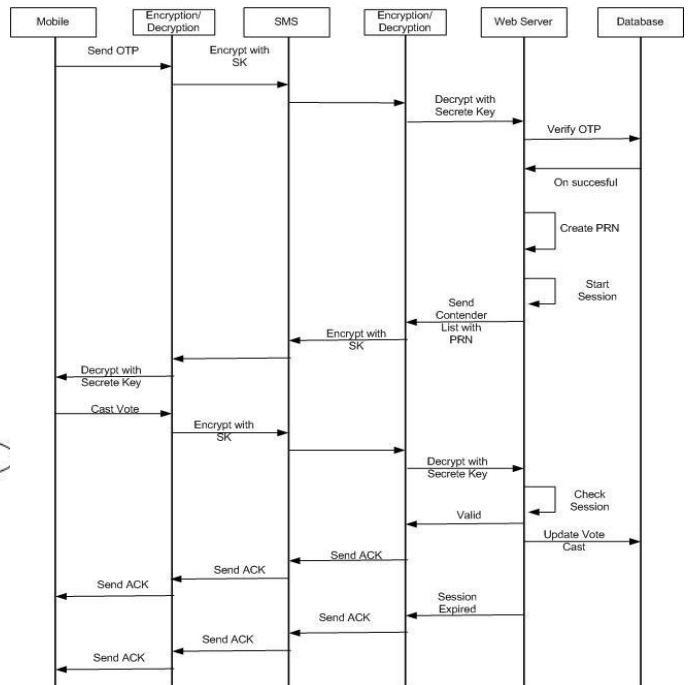 Mobile
Encryption/
Decryption
SMS
Encryption/
Decryption
Web Server
Database
Send OTP
Encrypt with
SK
Decrypt with
Secrete Key
Verify OTP
On succesful
Create PRN
Start
Session
Send
Contender
List with
PRN
Encrypt with
SK
Decrypt with
Secrete Key
Cast Vote
Encrypt with
SK
Decrypt with
Secrete Key
Check
Session
Valid
Update Vote
Cast
Send ACK
Send ACK
Send ACK
Session
Expired
Send ACK
Send ACK
Send ACK